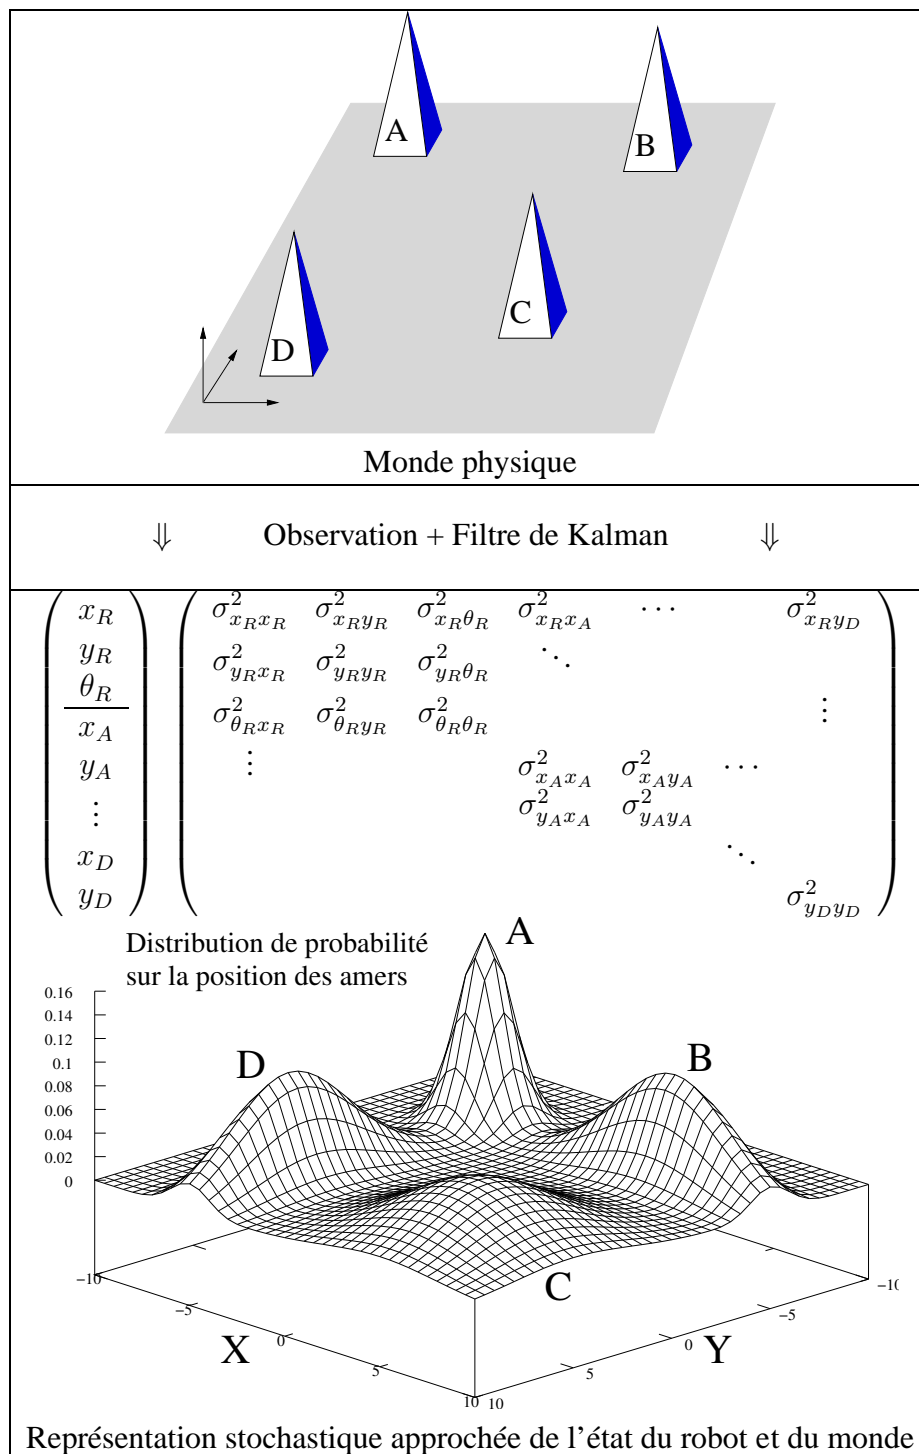 A
B
C
D
Monde physique
⇓ Observation + Filtre de Kalman ⇓
x_R σ²_{x_R x_R} σ²_{x_R y_R} σ²_{x_R θ_R} σ²_{x_R x_A} ⋯ σ²_{x_R y_D}
y_R σ²_{y_R x_R} σ²_{y_R y_R} σ²_{y_R θ_R} ⋱
θ_R σ²_{θ_R x_R} σ²_{θ_R y_R} σ²_{θ_R θ_R} ⋮
x_A
y_A ⋮ σ²_{x_A x_A} σ²_{x_A y_A} ⋯
⋮ σ²_{y_A x_A} σ²_{y_A y_A}
x_D ⋱
y_D σ²_{y_D y_D}
Distribution de probabilité
sur la position des amers
A
D
B
C
0.16
0.14
0.12
0.1
0.08
0.06
0.04
0.02
0
−10
−5
0
5
10
X
10
5
0
−5
−10
Y
Représentation stochastique approchée de l'état du robot et du monde